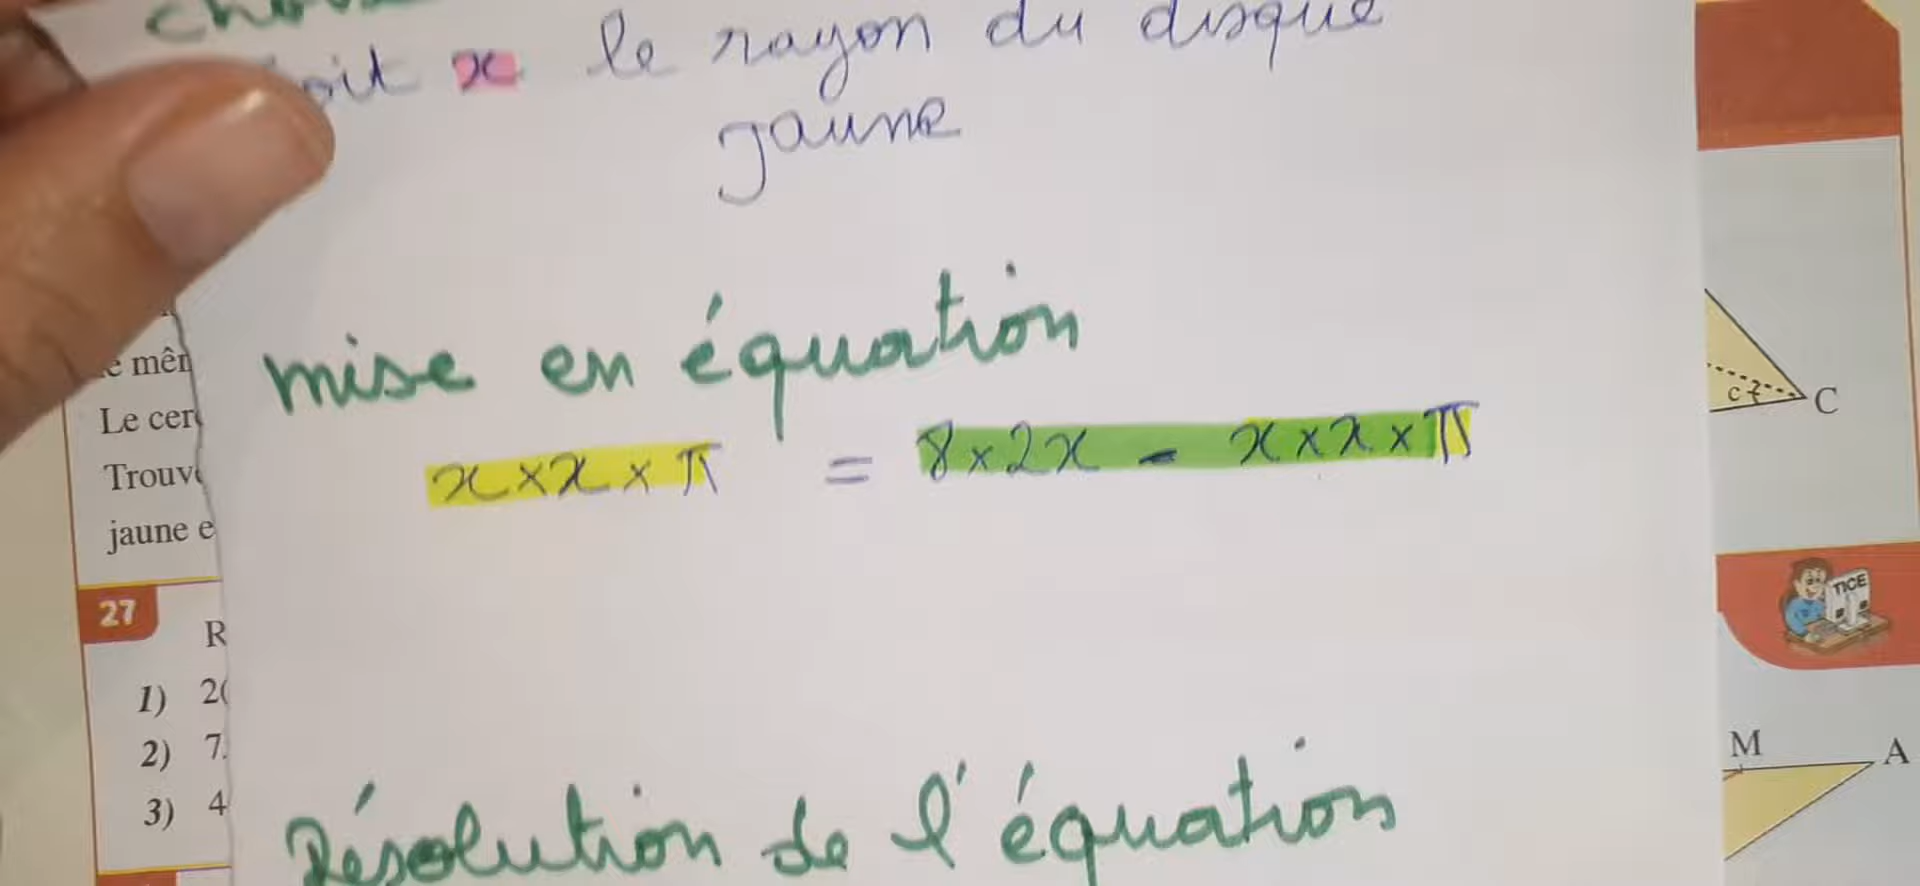 x le rayon du disque
jaune
mise en équation
x × x × π = 8 × 2x - x × x × π
Résolution de l'équation
Le
Trouv
jaune
27
R
1) 2
2) 7
3) 4
c
C
TICE
M
A